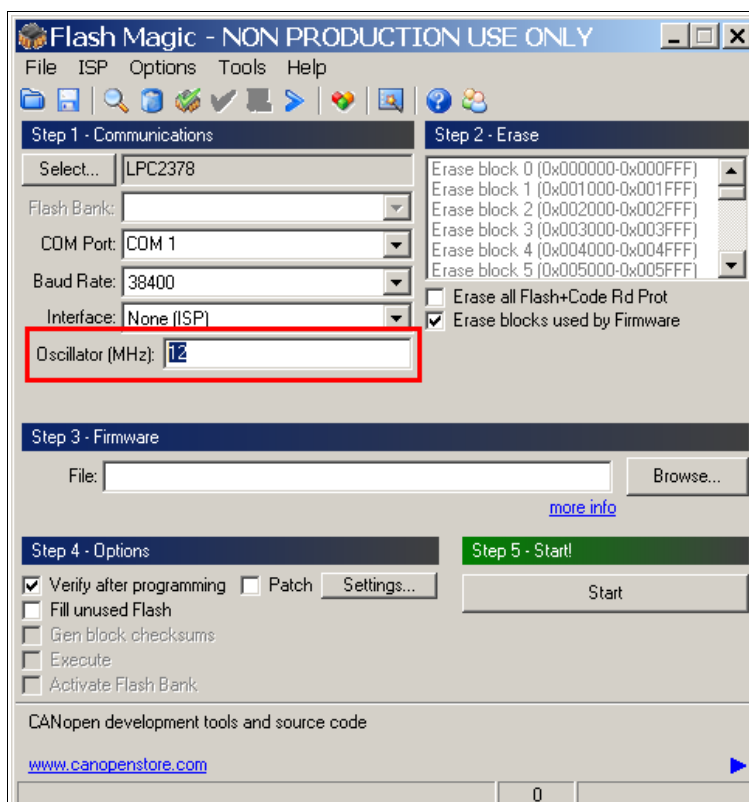 Flash Magic - NON PRODUCTION USE ONLY
File ISP Options Tools Help
Step 1 - Communications
Select... LPC2378
Flash Bank:
COM Port: COM 1
Baud Rate: 38400
Interface: None (ISP)
Oscillator (MHz): 12
Step 2 - Erase
Erase block 0 (0x000000-0x000FFF)
Erase block 1 (0x001000-0x001FFF)
Erase block 2 (0x002000-0x002FFF)
Erase block 3 (0x003000-0x003FFF)
Erase block 4 (0x004000-0x004FFF)
Erase block 5 (0x005000-0x005FFF)
Erase all Flash+Code Rd Prot
Erase blocks used by Firmware
Step 3 - Firmware
File: Browse...
more info
Step 4 - Options
Verify after programming Patch Settings...
Fill unused Flash
Gen block checksums
Execute
Activate Flash Bank
Step 5 - Start!
Start
CANopen development tools and source code
www.canopenstore.com
0